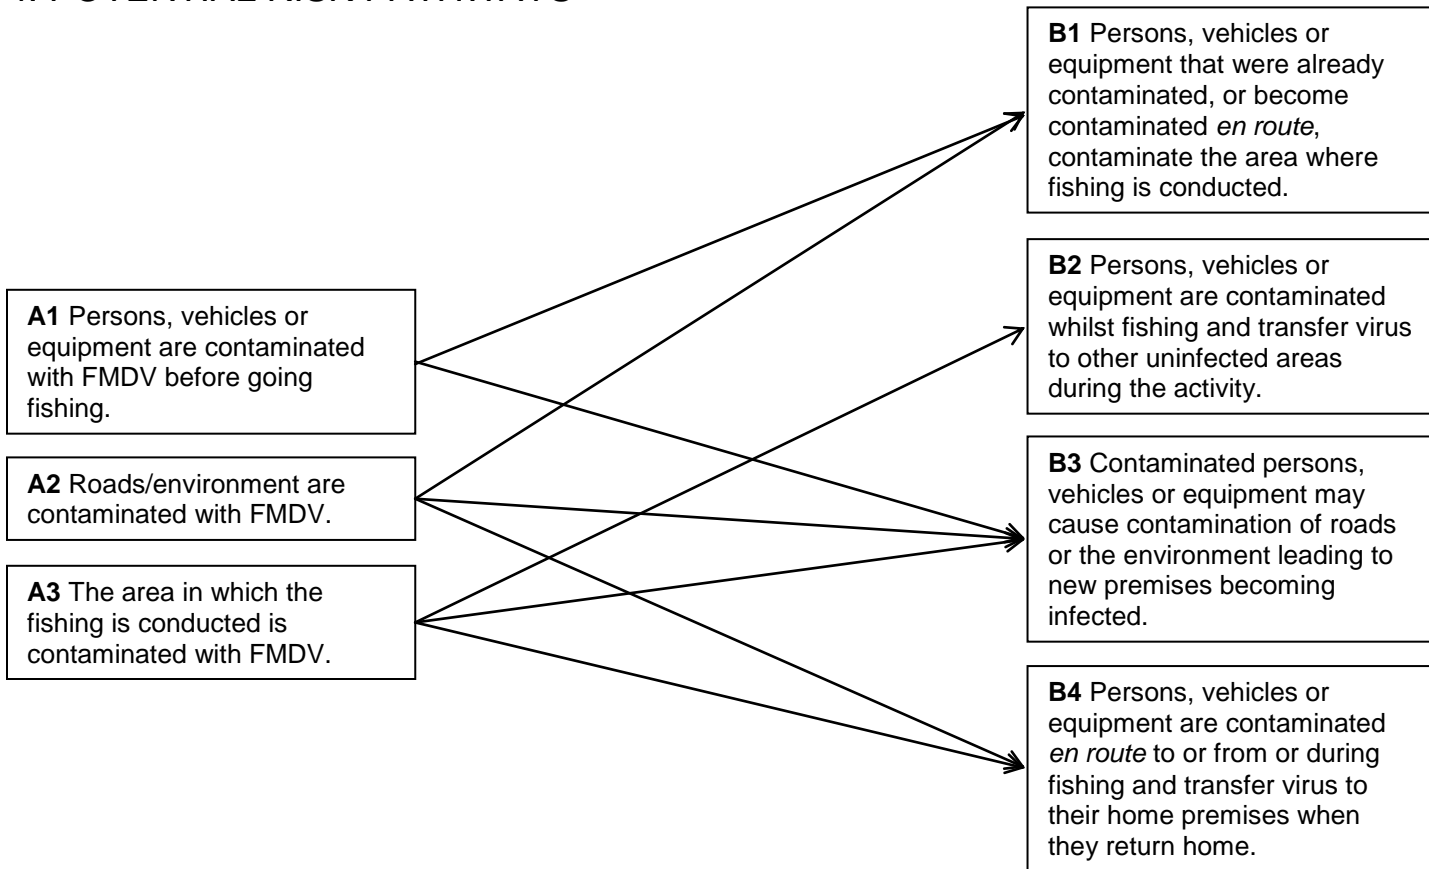 4. POTENTIAL RISK PATHWAYS
A1 Persons, vehicles or
equipment are contaminated
with FMDV before going
fishing.
A2 Roads/environment are
contaminated with FMDV.
A3 The area in which the
fishing is conducted is
contaminated with FMDV.
B1 Persons, vehicles or
equipment that were already
contaminated, or become
contaminated en route,
contaminate the area where
fishing is conducted.
B2 Persons, vehicles or
equipment are contaminated
whilst fishing and transfer virus
to other uninfected areas
during the activity.
B3 Contaminated persons,
vehicles or equipment may
cause contamination of roads
or the environment leading to
new premises becoming
infected.
B4 Persons, vehicles or
equipment are contaminated
en route to or from or during
fishing and transfer virus to
their home premises when
they return home.